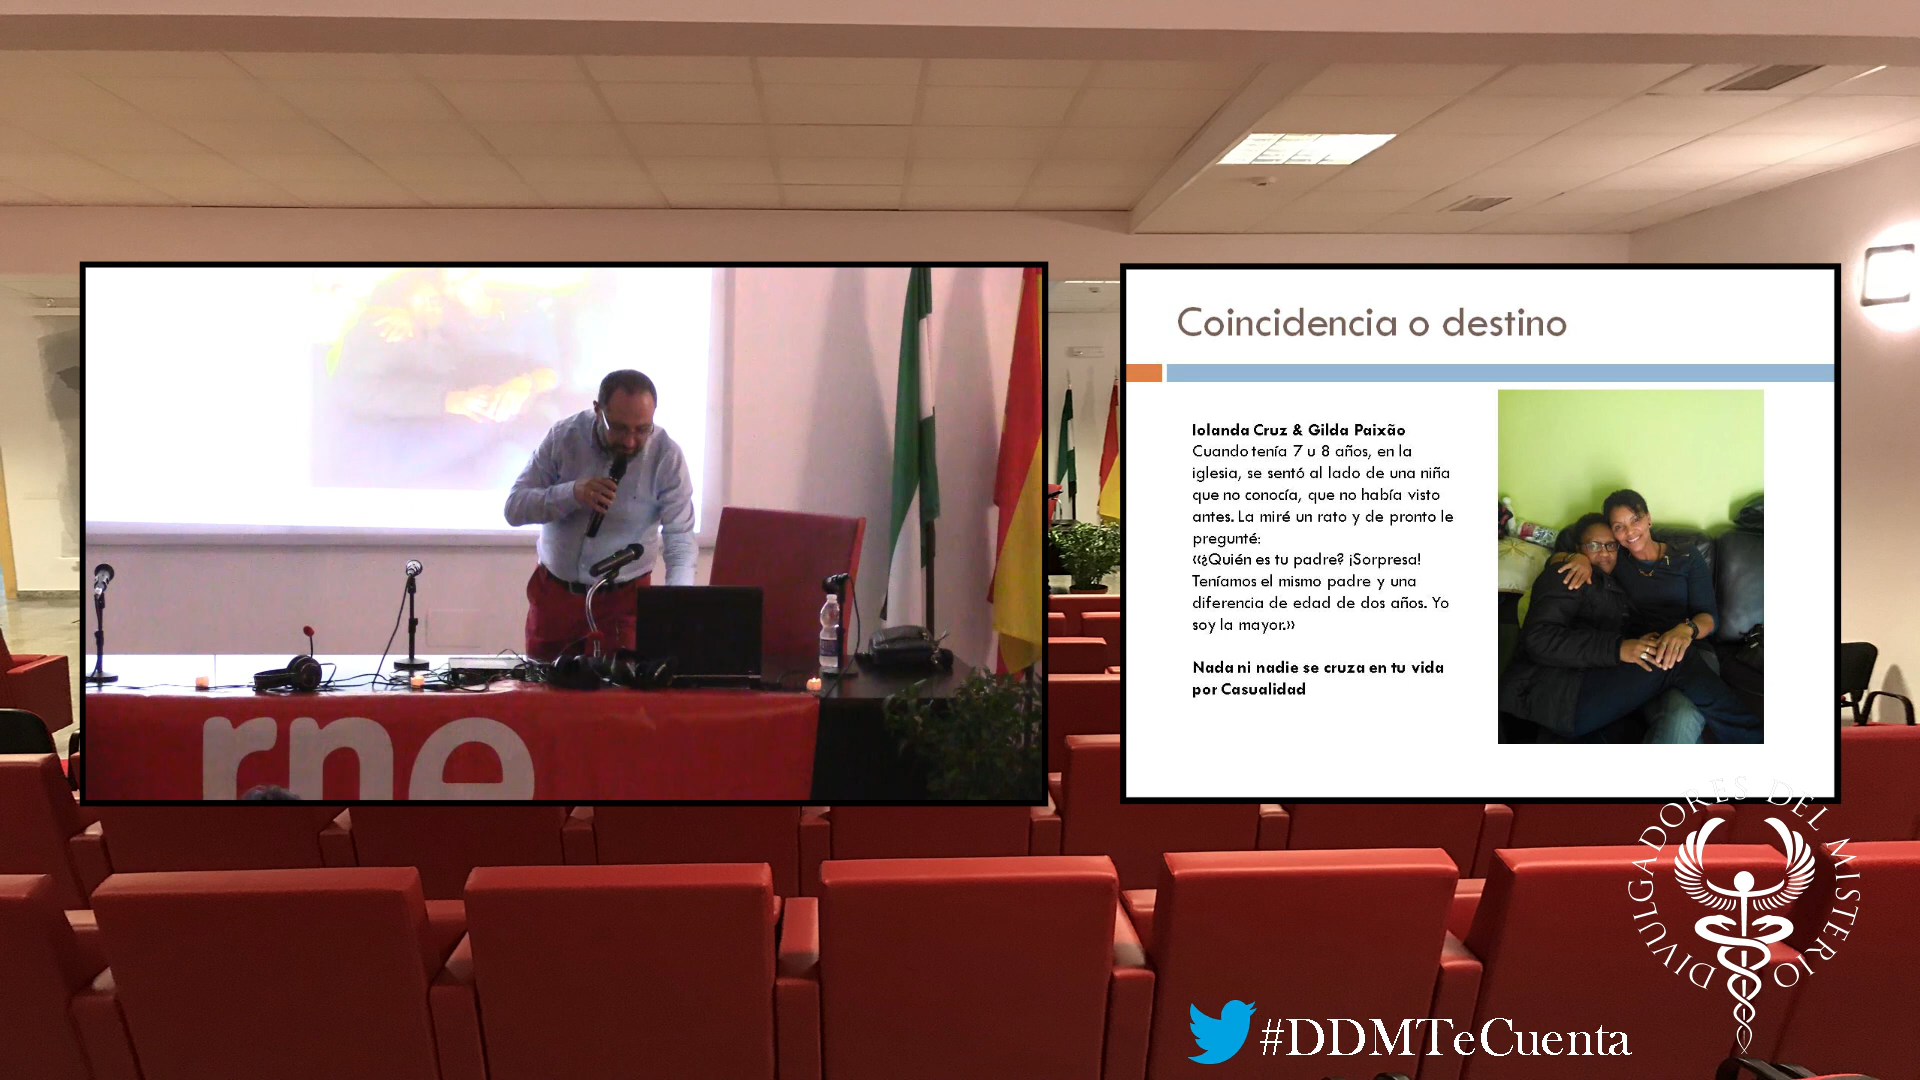 rne
Coincidencia o destino
Iolanda Cruz & Gilda Paixão
Cuando tenía 7 u 8 años, en la
iglesia, se sentó al lado de una niña
que no conocía, que no había visto
antes. La miré un rato y de pronto le
pregunté:
«¿Quién es tu padre? ¡Sorpresa!
Teníamos el mismo padre y una
diferencia de edad de dos años. Yo
soy la mayor.»
Nada ni nadie se cruza en tu vida
por Casualidad
DIVULGADORES DEL MISTERIO
#DDMTeCuenta